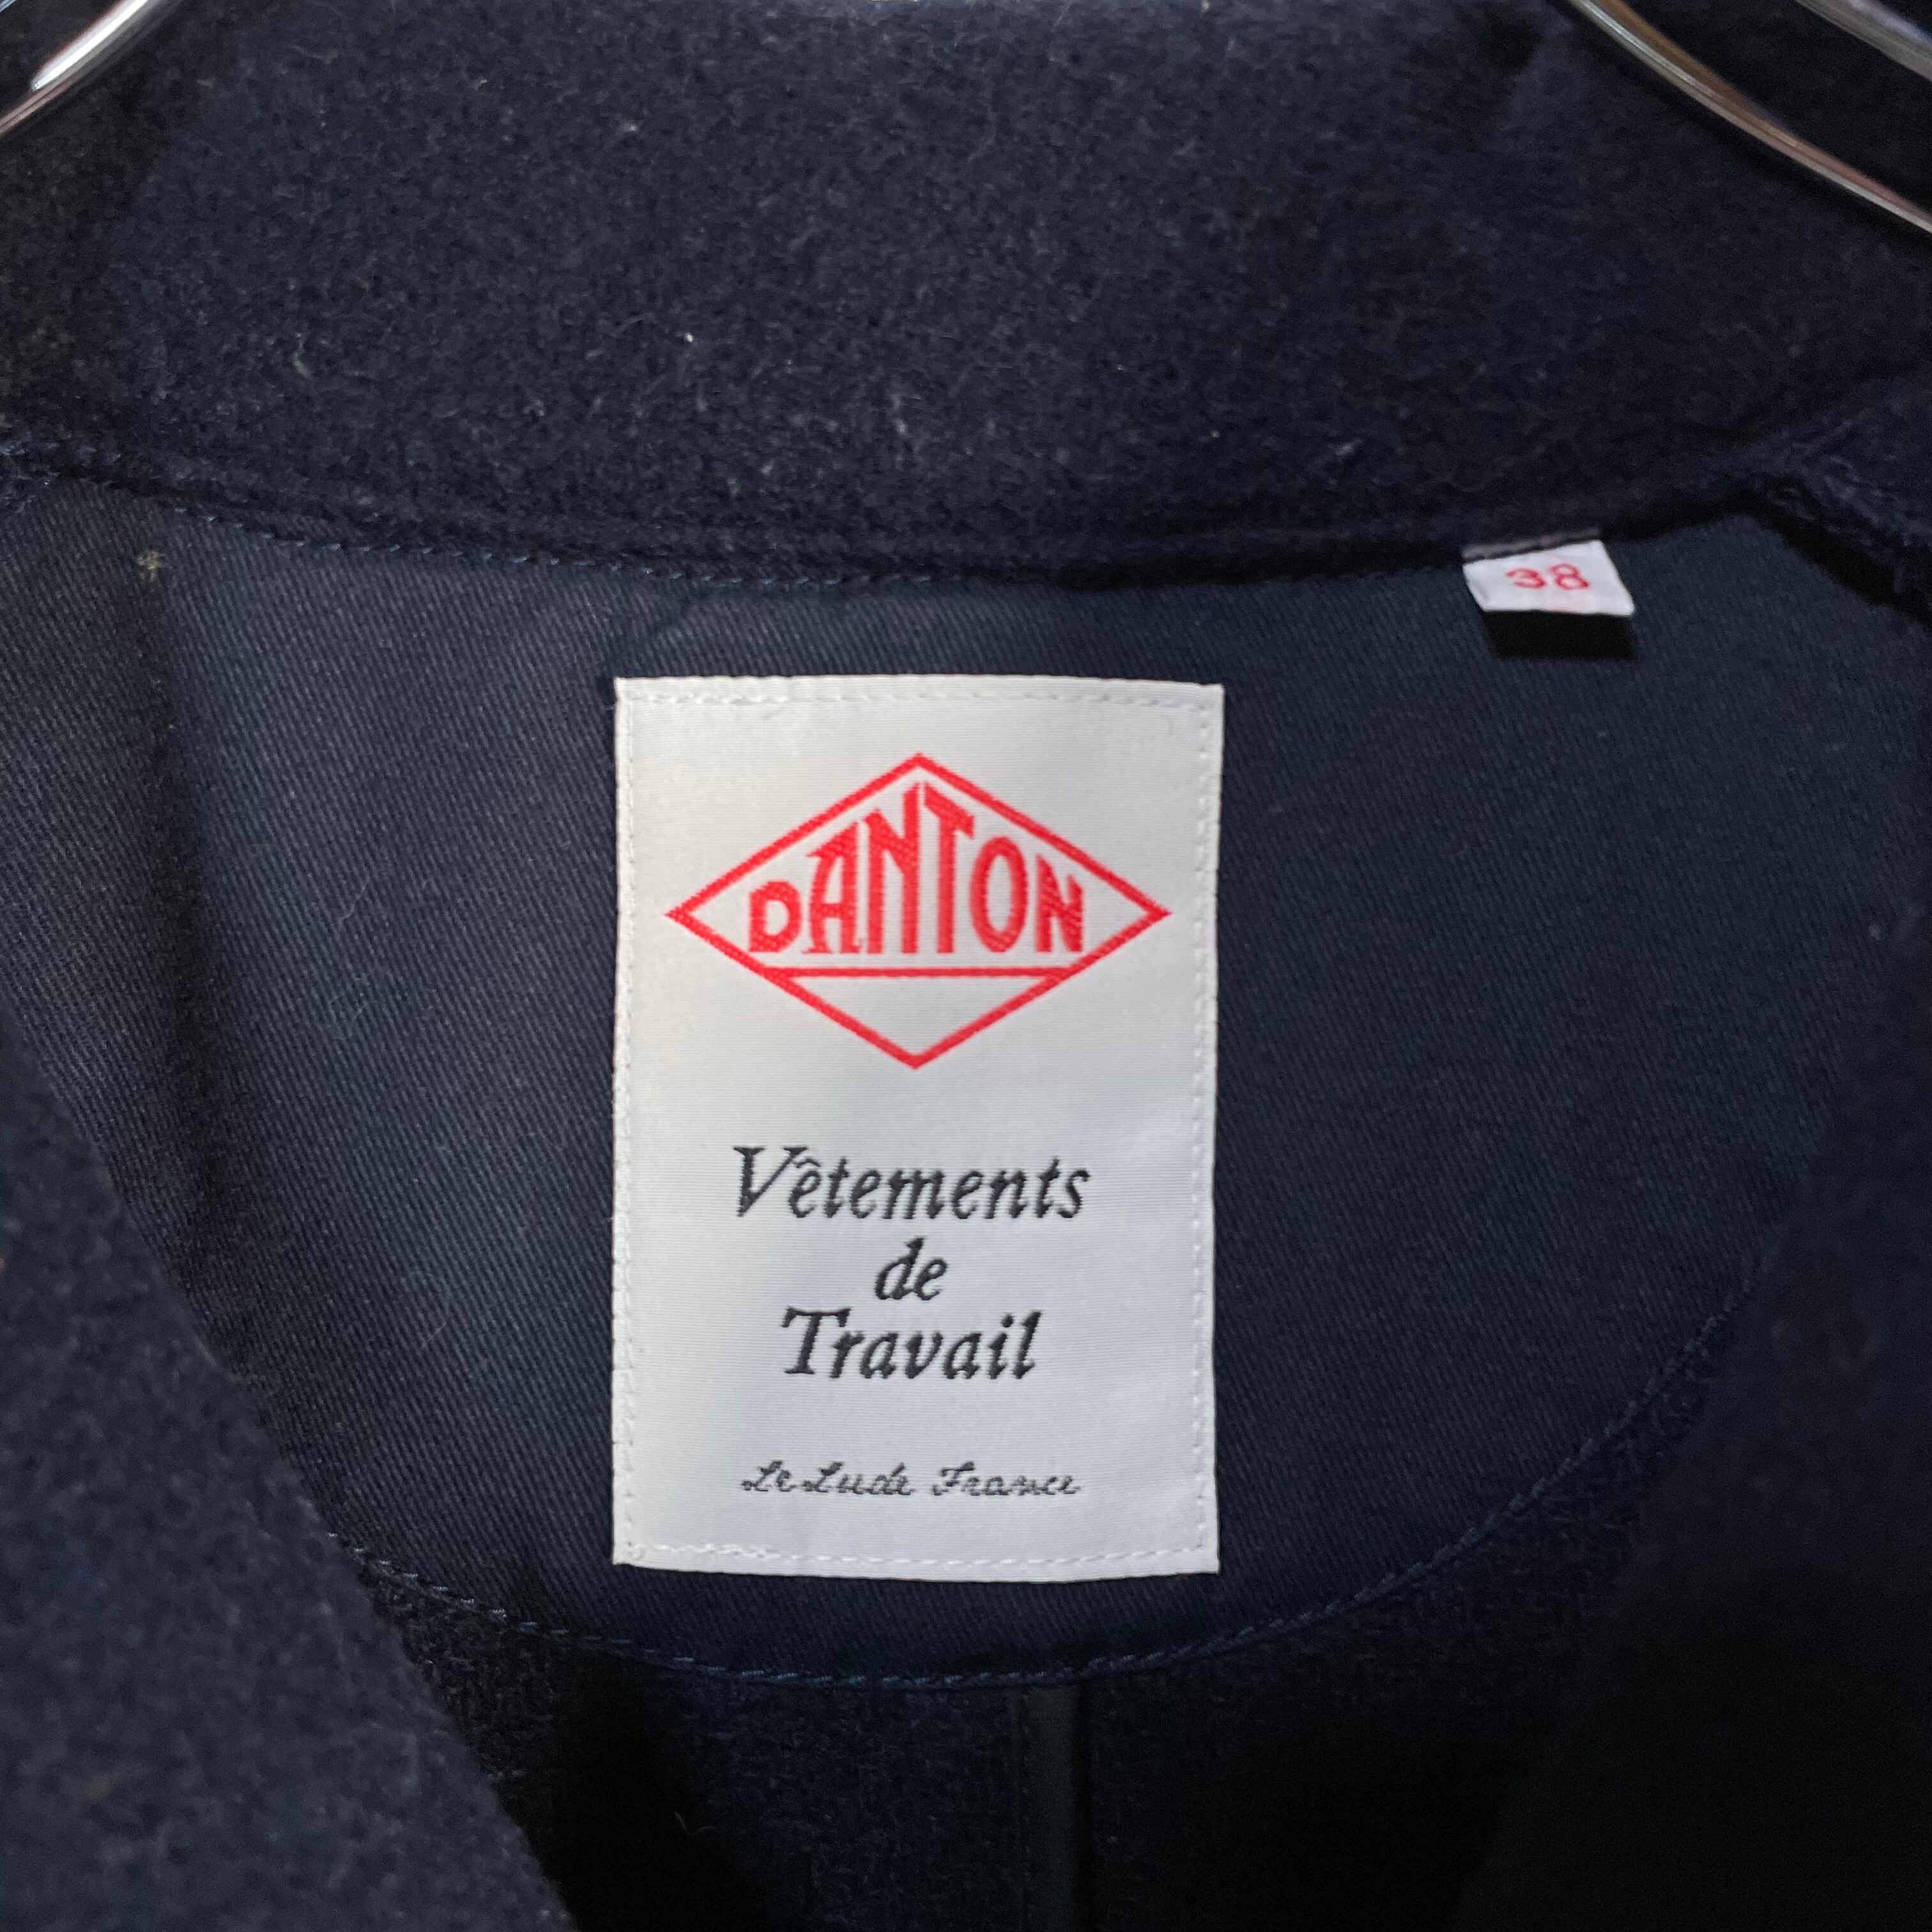 38
DANTON
Vêtements
de
Travail
Le Lude France